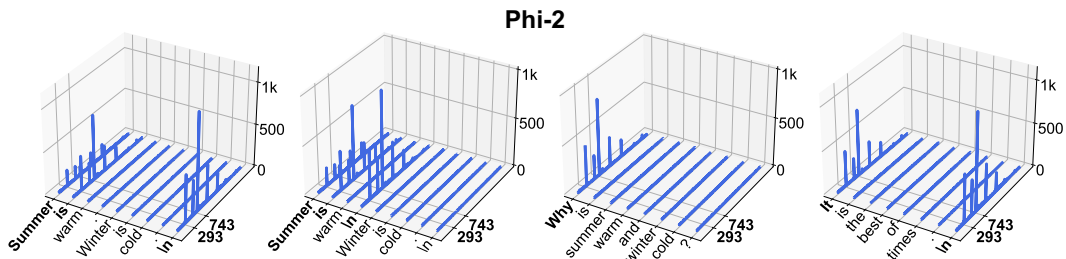 Phi-2
1k
500
0
743
293
Summer
is
warm
.
Winter
is
cold
.
\n
1k
500
0
743
293
Summer
is
warm
\n
Winter
is
cold
.
\n
1k
500
0
743
293
Why
is
summer
warm
and
winter
cold
?
1k
500
0
743
293
It
is
the
best
of
times
.
\n